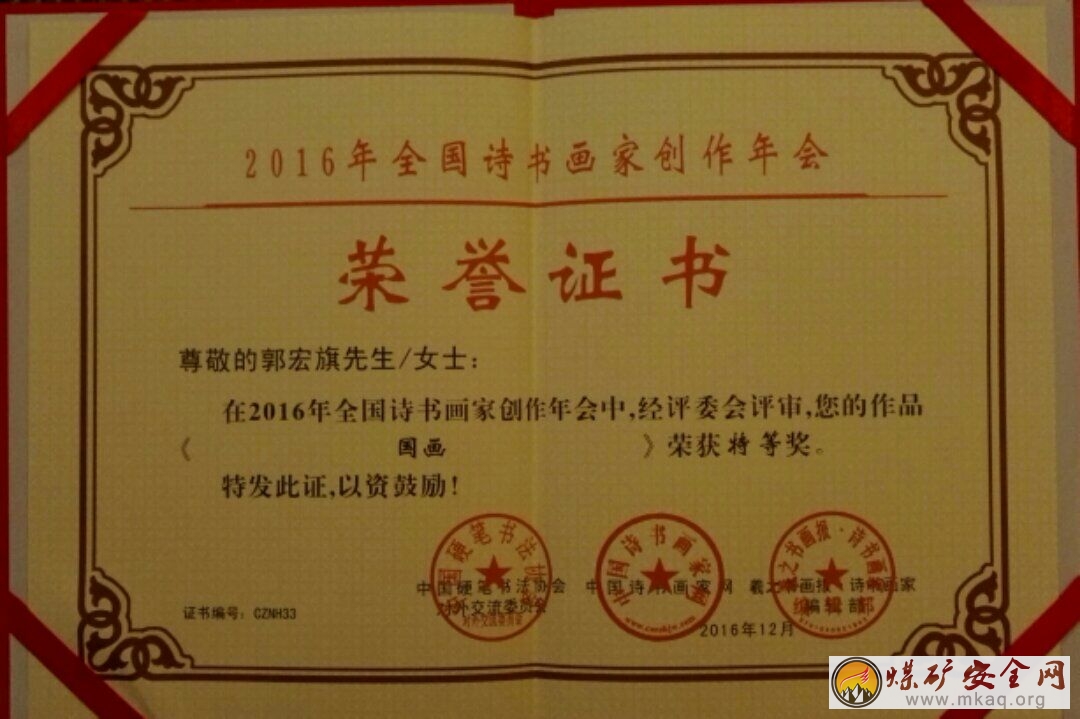 2016年全国诗书画家创作年会
荣誉证书
尊敬的郭宏旗先生/女士:
在2016年全国诗书画家创作年会中,经评委会评审,您的作品
《 国画 》荣获特等奖。
特发此证,以资鼓励!
中国硬笔书法协会 中国诗书画家网 羲之书画报·诗书画家
对外交流委员会 编辑部
证书编号: CZNH33
2016年12月
煤矿安全网
www.mkaq.org